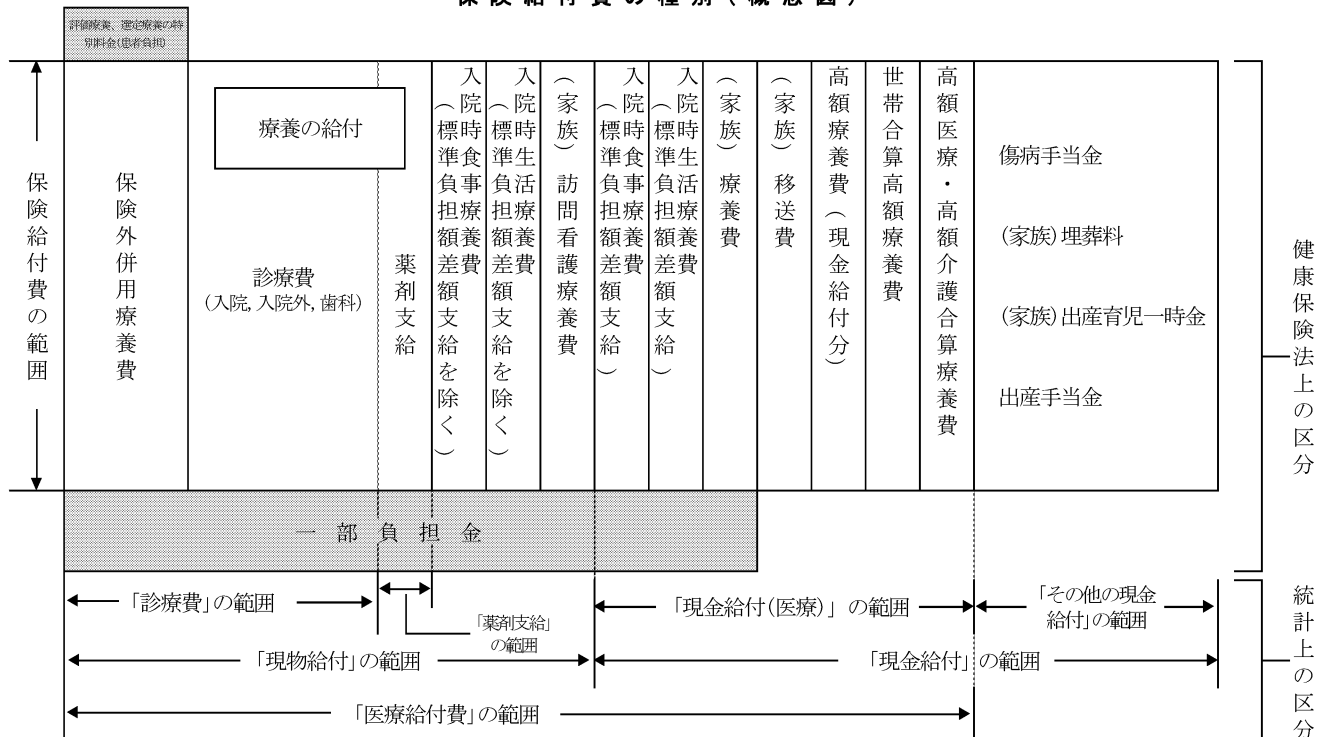 保険給付費の種別(概念図)
評価療養、選定療養の特
別料金(患者負担)
保険給付費の範囲
保険外併用療養費
療養の給付
診療費
(入院, 入院外, 歯科)
薬剤支給
入院時食事療養費
(標準負担額差額支給を除く)
入院時生活療養費
(標準負担額差額支給を除く)
(家族)訪問看護療養費
入院時食事療養費
(標準負担額差額支給)
入院時生活療養費
(標準負担額差額支給)
(家族)療養費
(家族)移送費
高額療養費(現金給付分)
世帯合算高額療養費
高額医療・高額介護合算療養費
傷病手当金
(家族)埋葬料
(家族)出産育児一時金
出産手当金
健康保険法上の区分
一部負担金
「診療費」の範囲
「薬剤支給」
の範囲
「現金給付(医療)」の範囲
「その他の現金
給付」の範囲
「現物給付」の範囲
「現金給付」の範囲
「医療給付費」の範囲
統計上の区分